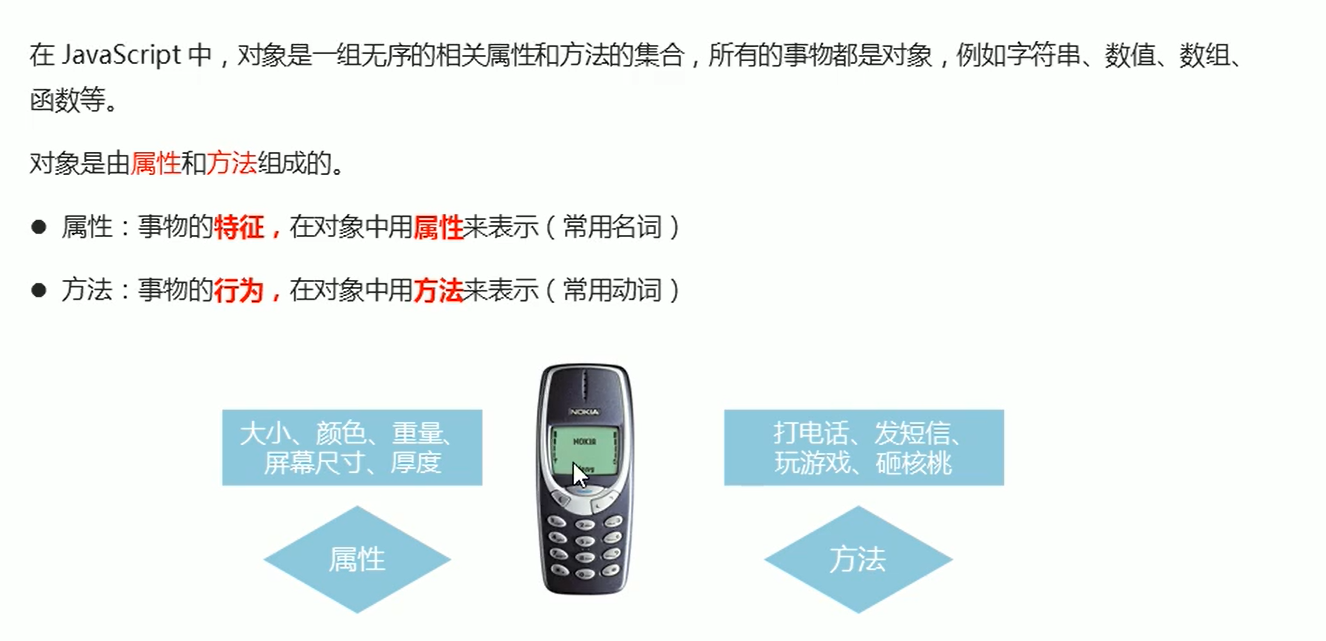 在 JavaScript 中，对象是一组无序的相关属性和方法的集合，所有的事物都是对象，例如字符串、数值、数组、
函数等。
对象是由属性和方法组成的。
● 属性：事物的特征，在对象中用属性来表示（常用名词）
● 方法：事物的行为，在对象中用方法来表示（常用动词）
大小、颜色、重量、
屏幕尺寸、厚度
NOKIA
NOKIA
打电话、发短信、
玩游戏、砸核桃
属性
方法